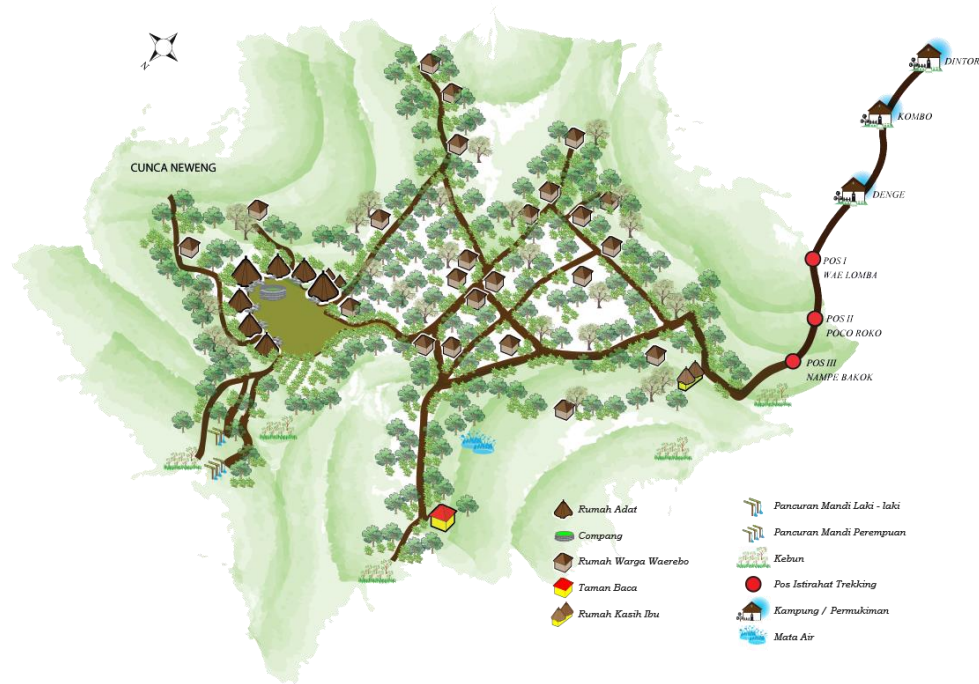 N
DINTOR
KOMBO
CUNCA NEWENG
DENGE
POS I
WAE LOMBA
POS II
POCO ROKO
POS III
NAMPE BAKOK
Rumah Adat
Compang
Rumah Warga Waerebo
Taman Baca
Rumah Kasih Ibu
Pancuran Mandi Laki - laki
Pancuran Mandi Perempuan
Kebun
Pos Istirahat Trekking
Kampung / Permukiman
Mata Air